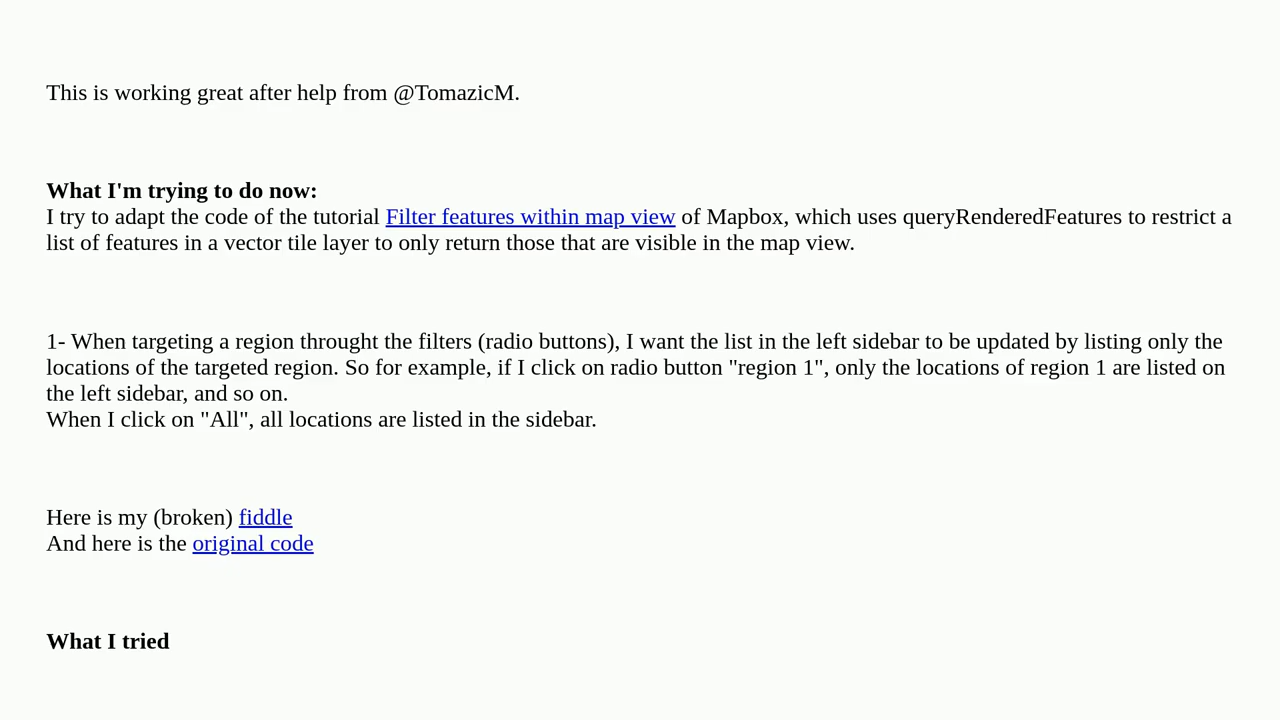 This is working great after help from @TomazicM.
What I'm trying to do now:
I try to adapt the code of the tutorial Filter features within map view of Mapbox, which uses queryRenderedFeatures to restrict a
list of features in a vector tile layer to only return those that are visible in the map view.
1- When targeting a region throught the filters (radio buttons), I want the list in the left sidebar to be updated by listing only the
locations of the targeted region. So for example, if I click on radio button "region 1", only the locations of region 1 are listed on
the left sidebar, and so on.
When I click on "All", all locations are listed in the sidebar.
Here is my (broken) fiddle
And here is the original code
What I tried